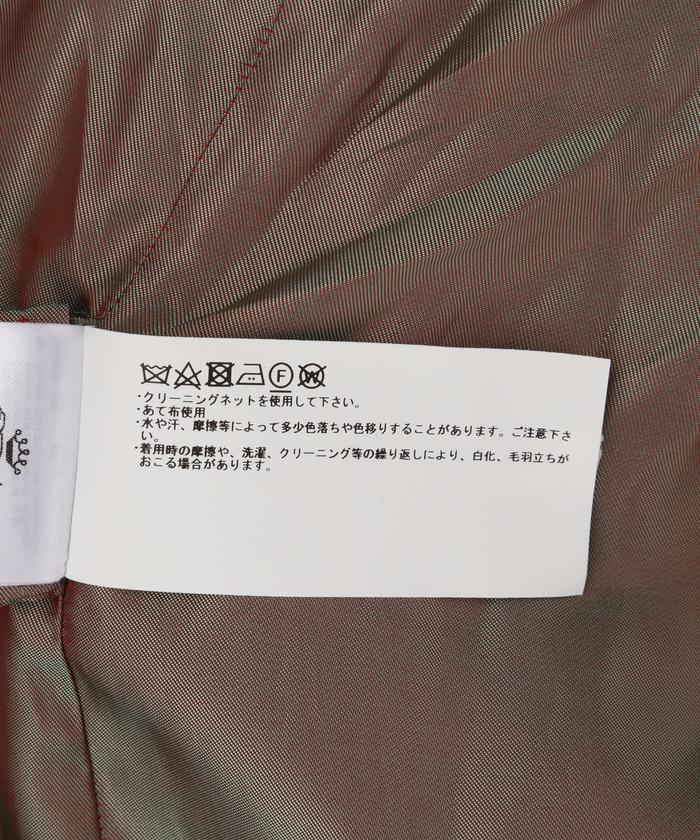 F W
・クリーニングネットを使用して下さい。
・あて布使用
・水や汗、摩擦等によって多少色落ちや色移りすることがあります。ご注意下さ
い。
・着用時の摩擦や、洗濯、クリーニング等の繰り返しにより、白化、毛羽立ちが
おこる場合があります。